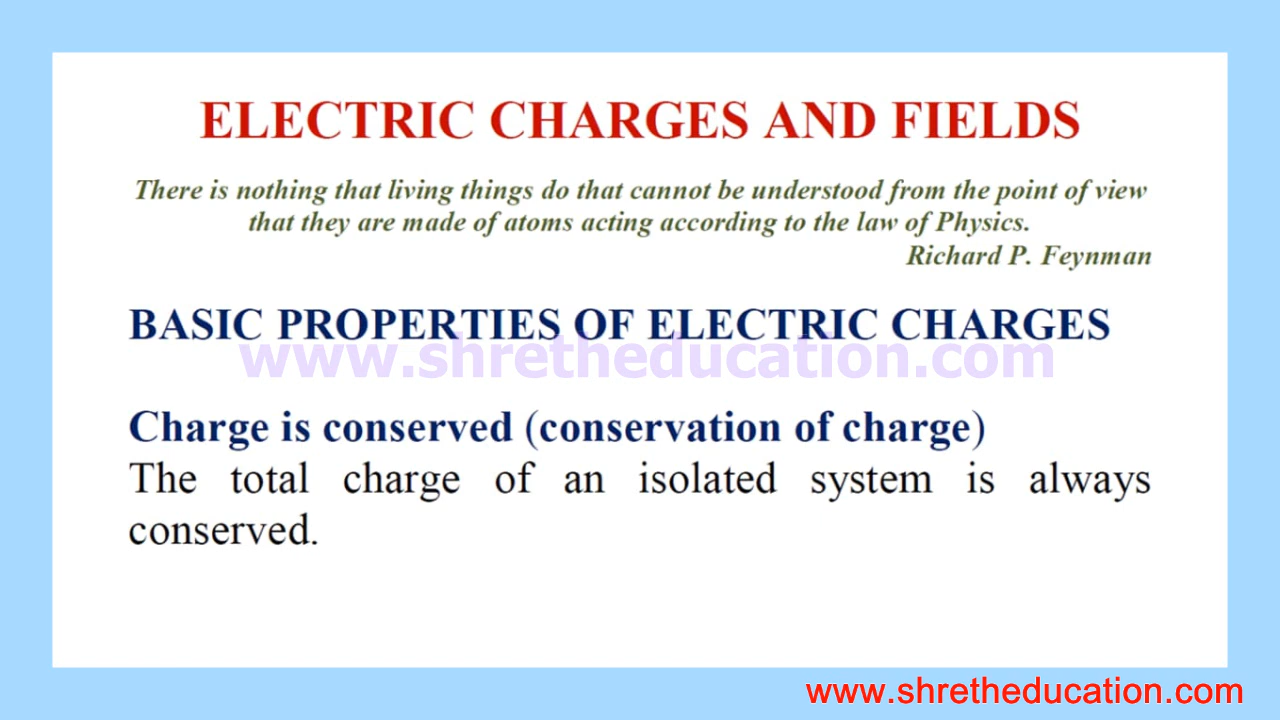 ELECTRIC CHARGES AND FIELDS
There is nothing that living things do that cannot be understood from the point of view
that they are made of atoms acting according to the law of Physics.
Richard P. Feynman
BASIC PROPERTIES OF ELECTRIC CHARGES
www.shretheducation.com
Charge is conserved (conservation of charge)
The total charge of an isolated system is always
conserved.
www.shretheducation.com